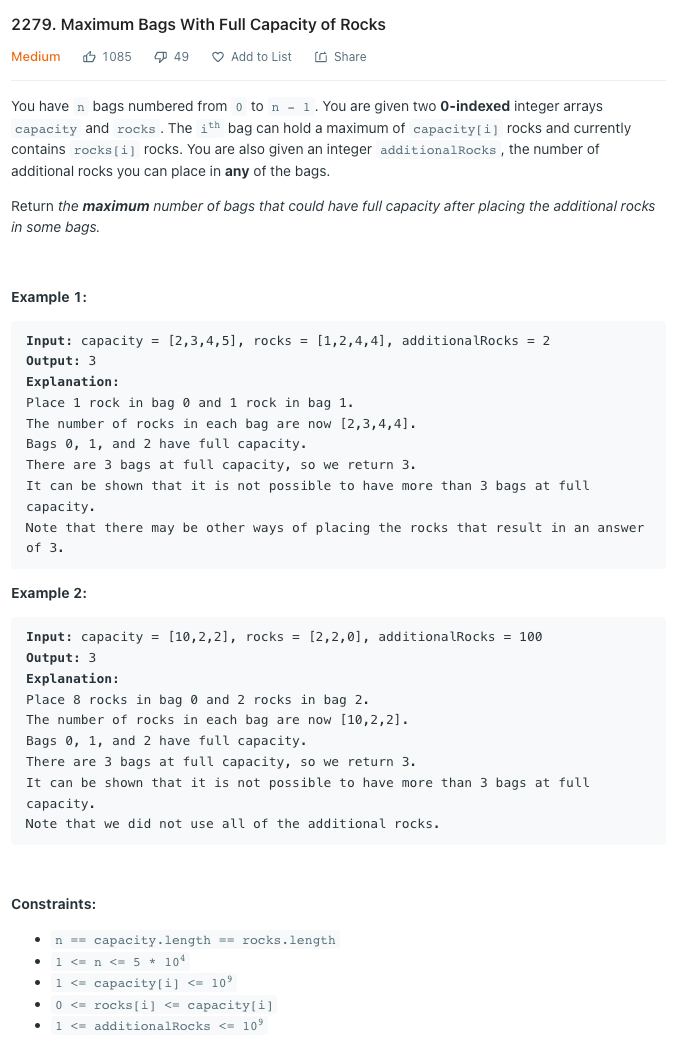 2279. Maximum Bags With Full Capacity of Rocks
Medium 1085 49 Add to List Share
You have n bags numbered from 0 to n - 1. You are given two 0-indexed integer arrays
capacity and rocks. The iᵗʰ bag can hold a maximum of capacity[i] rocks and currently
contains rocks[i] rocks. You are also given an integer additionalRocks, the number of
additional rocks you can place in any of the bags.
Return the maximum number of bags that could have full capacity after placing the additional rocks
in some bags.
Example 1:
Input: capacity = [2,3,4,5], rocks = [1,2,4,4], additionalRocks = 2
Output: 3
Explanation:
Place 1 rock in bag 0 and 1 rock in bag 1.
The number of rocks in each bag are now [2,3,4,4].
Bags 0, 1, and 2 have full capacity.
There are 3 bags at full capacity, so we return 3.
It can be shown that it is not possible to have more than 3 bags at full
capacity.
Note that there may be other ways of placing the rocks that result in an answer
of 3.
Example 2:
Input: capacity = [10,2,2], rocks = [2,2,0], additionalRocks = 100
Output: 3
Explanation:
Place 8 rocks in bag 0 and 2 rocks in bag 2.
The number of rocks in each bag are now [10,2,2].
Bags 0, 1, and 2 have full capacity.
There are 3 bags at full capacity, so we return 3.
It can be shown that it is not possible to have more than 3 bags at full
capacity.
Note that we did not use all of the additional rocks.
Constraints:
• n == capacity.length == rocks.length
• 1 <= n <= 5 * 10⁴
• 1 <= capacity[i] <= 10⁹
• 0 <= rocks[i] <= capacity[i]
• 1 <= additionalRocks <= 10⁹